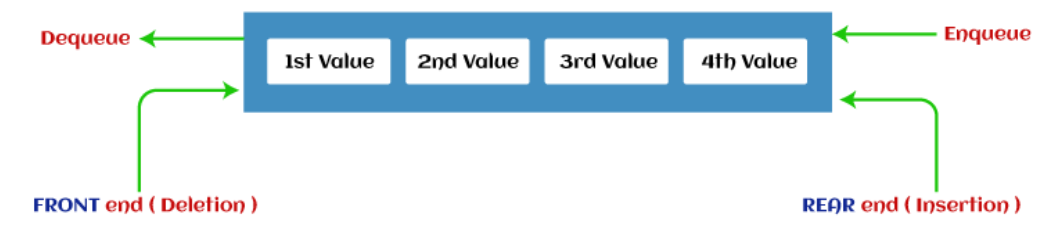 Dequeue
Enqueue
1st Value 2nd Value 3rd Value 4th Value
FRONT end ( Deletion )
REAR end ( Insertion )